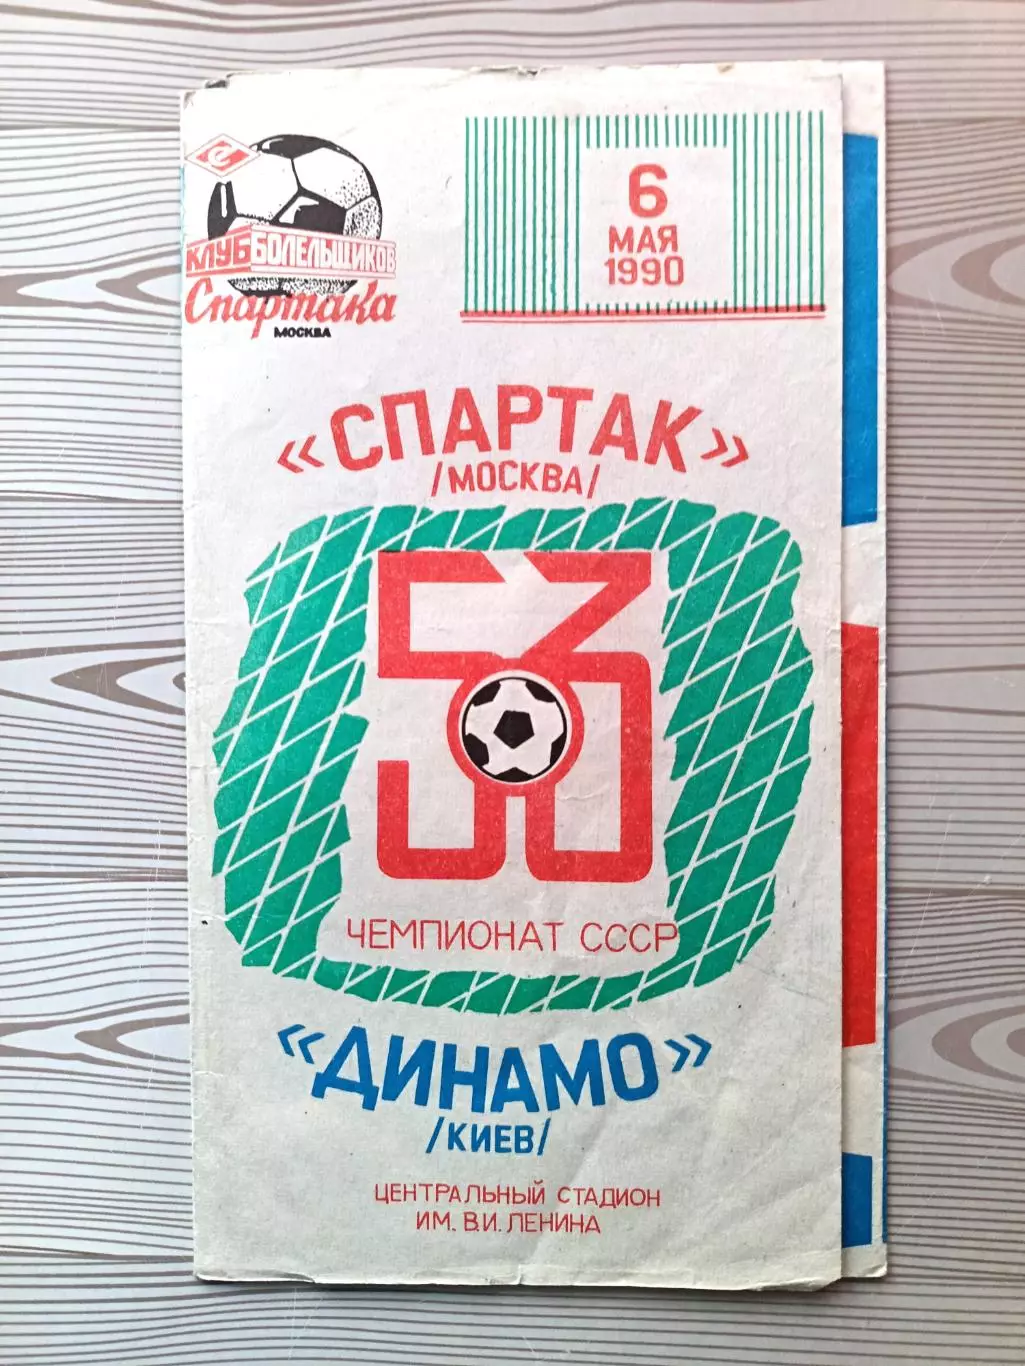 С
КЛУБ БОЛЕЛЬЩИКОВ
Спартака
МОСКВА
6
МАЯ
1990
«СПАРТАК»
/МОСКВА/
53
ЧЕМПИОНАТ СССР
«ДИНАМО»
/КИЕВ/
ЦЕНТРАЛЬНЫЙ СТАДИОН
ИМ. В.И. ЛЕНИНА